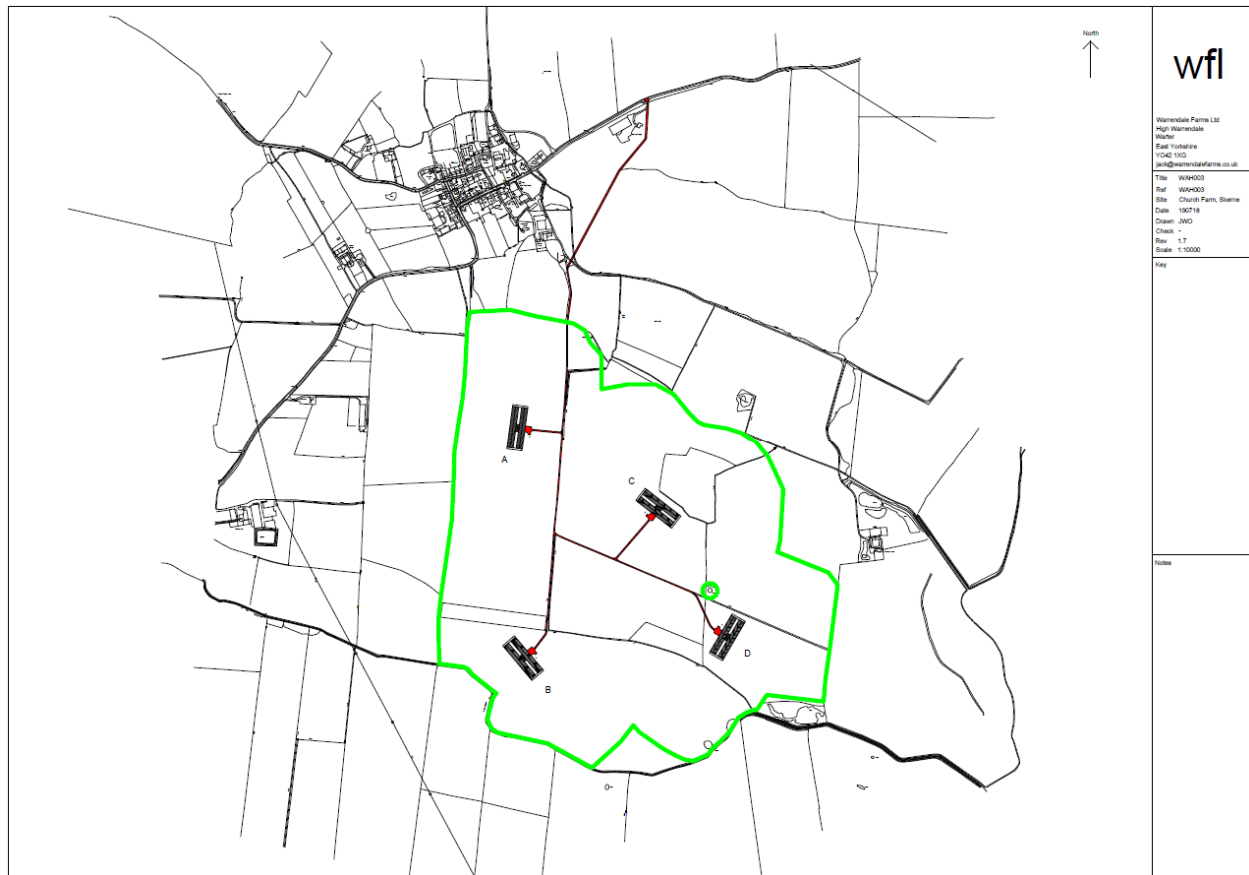 North
wfl
Warrendale Farms Ltd
High Warrendale
Warter
East Yorkshire
YO42 1XG
jack@warrendalefarms.co.uk
Title WAH003
Ref WAH003
Site Church Farm, Skerne
Date 190718
Drawn JWO
Check -
Rev 1.7
Scale 1:10000
Key
Notes
A
C
D
B